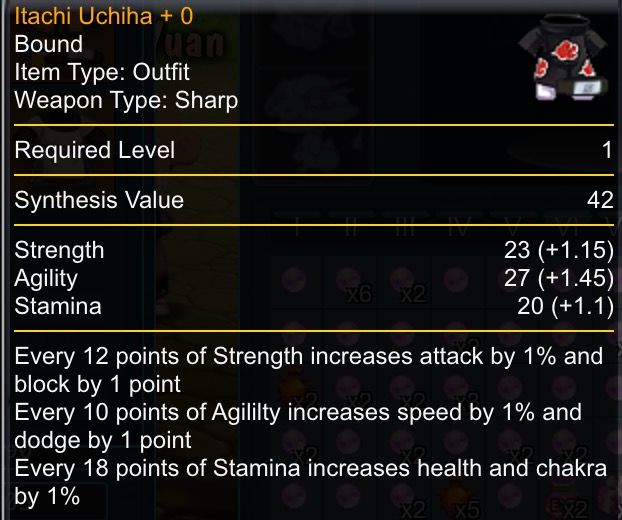 Itachi Uchiha + 0
Bound
Item Type: Outfit
Weapon Type: Sharp
Required Level 1
Synthesis Value 42
Strength 23 (+1.15)
Agility 27 (+1.45)
Stamina 20 (+1.1)
Every 12 points of Strength increases attack by 1% and
block by 1 point
Every 10 points of Agililty increases speed by 1% and
dodge by 1 point
Every 18 points of Stamina increases health and chakra
by 1%